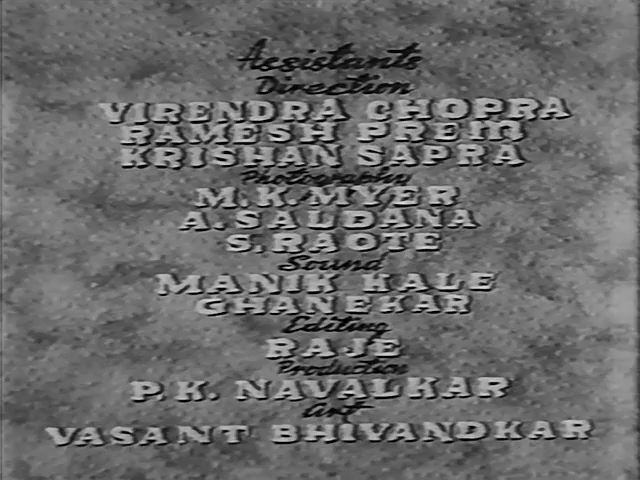 Assistants
Direction
VIRENDRA CHOPRA
RAMESH PREM
KRISHAN SAPRA
Photography
M.K. MYER
A. SALDANA
S. RAOTE
Sound
MANIK KALE
GHANEKAR
Editing
RAJE
Production
P.K. NAVALKAR
Art
VASANT BHIVANDKAR